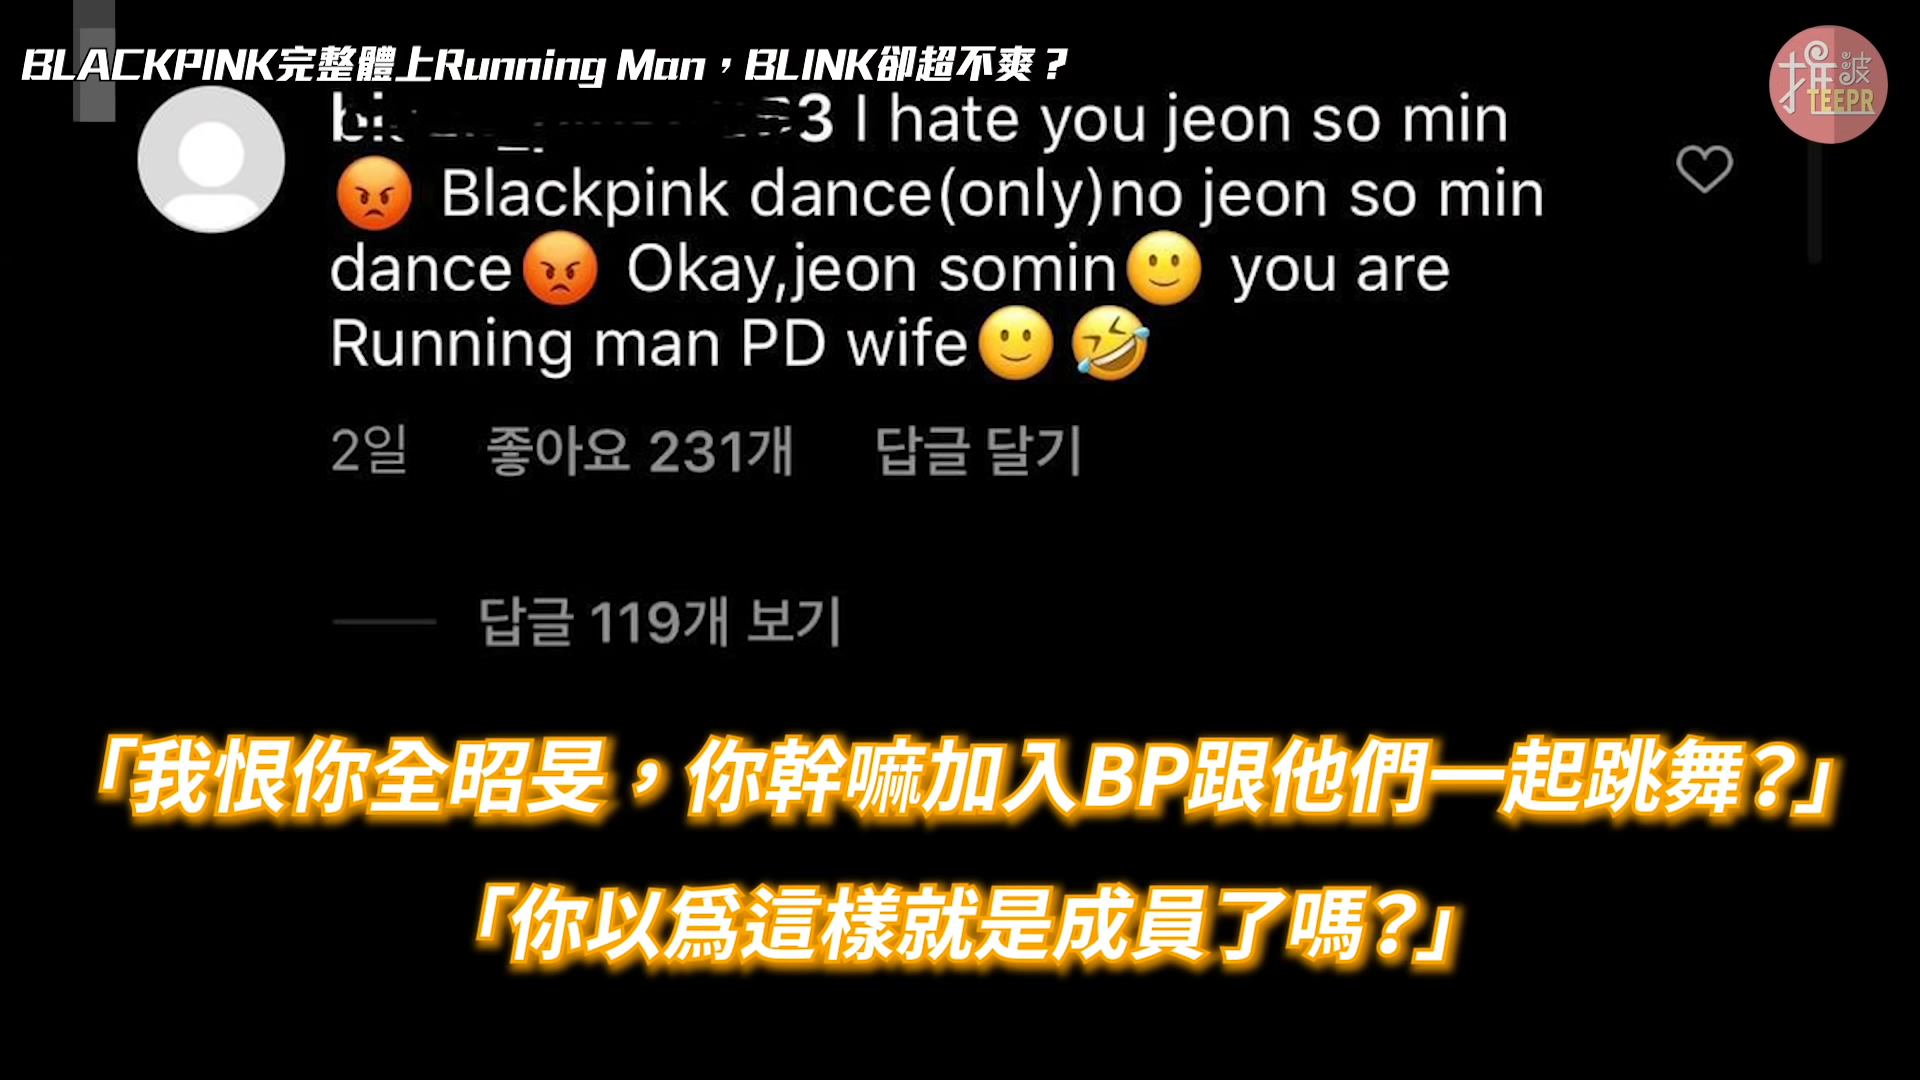 BLACKPINK完整體上Running Man，BLINK卻超不爽？
推波
TEEPR
3 I hate you jeon so min
😡 Blackpink dance(only)no jeon so min
dance😡 Okay,jeon somin🙂 you are
Running man PD wife🙂🤣
2일 좋아요 231개 답글 달기
답글 119개 보기
「我恨你全昭旻，你幹嘛加入BP跟他們一起跳舞？」
「你以為這樣就是成員了嗎？」